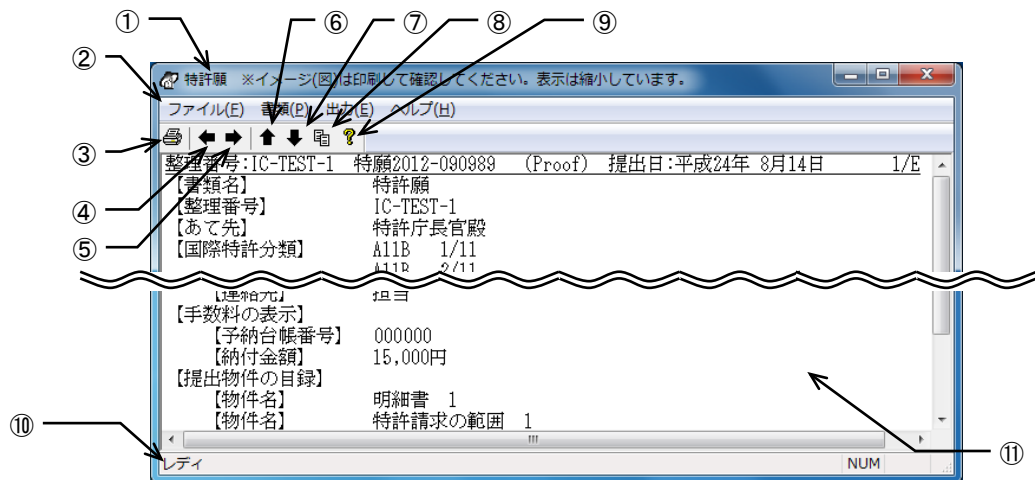 ① ⑥ ⑦ ⑧ ⑨
②
特許願 ※イメージ(図)は印刷して確認してください。表示は縮小しています。
ファイル(F) 書類(P) 出力(E) ヘルプ(H)
③
整理番号:IC-TEST-1 特願2012-090989 (Proof) 提出日:平成24年 8月14日 1/E
【書類名】 特許願
【整理番号】 IC-TEST-1
④
【あて先】 特許庁長官殿
⑤
【国際特許分類】 A11B 1/11
A11B 2/11
【連絡先】 担当
【手数料の表示】
【予納台帳番号】 000000
【納付金額】 15,000円
【提出物件の目録】
【物件名】 明細書 1
【物件名】 特許請求の範囲 1
⑩
⑪
レディ NUM